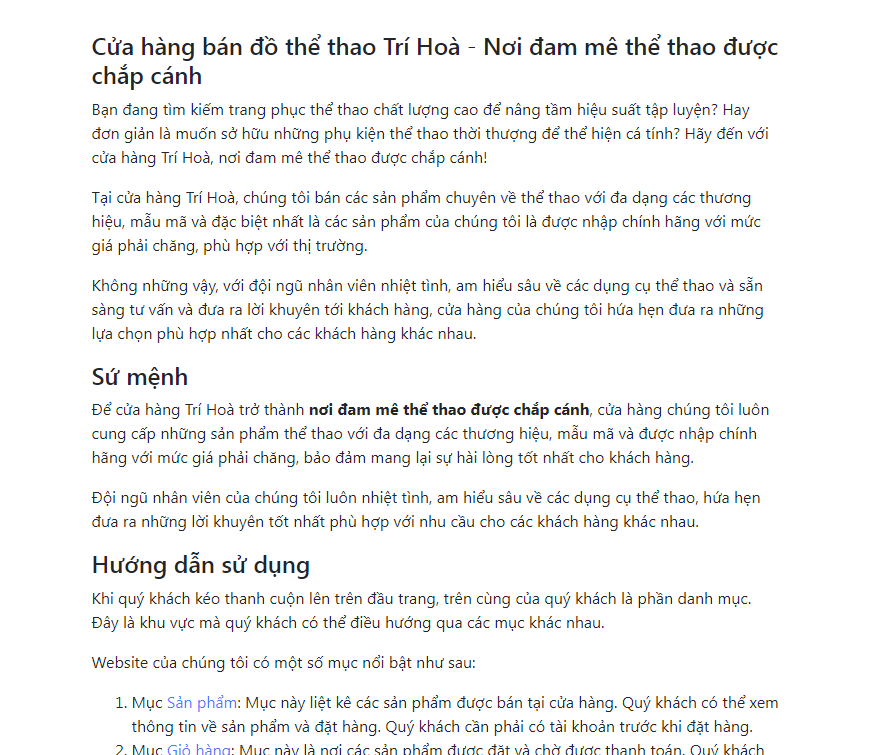 Cửa hàng bán đồ thể thao Trí Hoà - Nơi đam mê thể thao được
chắp cánh
Bạn đang tìm kiếm trang phục thể thao chất lượng cao để nâng tầm hiệu suất tập luyện? Hay
đơn giản là muốn sở hữu những phụ kiện thể thao thời thượng để thể hiện cá tính? Hãy đến với
cửa hàng Trí Hoà, nơi đam mê thể thao được chắp cánh!
Tại cửa hàng Trí Hoà, chúng tôi bán các sản phẩm chuyên về thể thao với đa dạng các thương
hiệu, mẫu mã và đặc biệt nhất là các sản phẩm của chúng tôi là được nhập chính hãng với mức
giá phải chăng, phù hợp với thị trường.
Không những vậy, với đội ngũ nhân viên nhiệt tình, am hiểu sâu về các dụng cụ thể thao và sẵn
sàng tư vấn và đưa ra lời khuyên tới khách hàng, cửa hàng của chúng tôi hứa hẹn đưa ra những
lựa chọn phù hợp nhất cho các khách hàng khác nhau.
Sứ mệnh
Để cửa hàng Trí Hoà trở thành nơi đam mê thể thao được chắp cánh, cửa hàng chúng tôi luôn
cung cấp những sản phẩm thể thao với đa dạng các thương hiệu, mẫu mã và được nhập chính
hãng với mức giá phải chăng, bảo đảm mang lại sự hài lòng tốt nhất cho khách hàng.
Đội ngũ nhân viên của chúng tôi luôn nhiệt tình, am hiểu sâu về các dụng cụ thể thao, hứa hẹn
đưa ra những lời khuyên tốt nhất phù hợp với nhu cầu cho các khách hàng khác nhau.
Hướng dẫn sử dụng
Khi quý khách kéo thanh cuộn lên trên đầu trang, trên cùng của quý khách là phần danh mục.
Đây là khu vực mà quý khách có thể điều hướng qua các mục khác nhau.
Website của chúng tôi có một số mục nổi bật như sau:
1. Mục Sản phẩm: Mục này liệt kê các sản phẩm được bán tại cửa hàng. Quý khách có thể xem
thông tin về sản phẩm và đặt hàng. Quý khách cần phải có tài khoản trước khi đặt hàng.
2. Mục Giỏ hàng: Mục này là nơi các sản phẩm được đặt và chờ được thanh toán. Quý khách